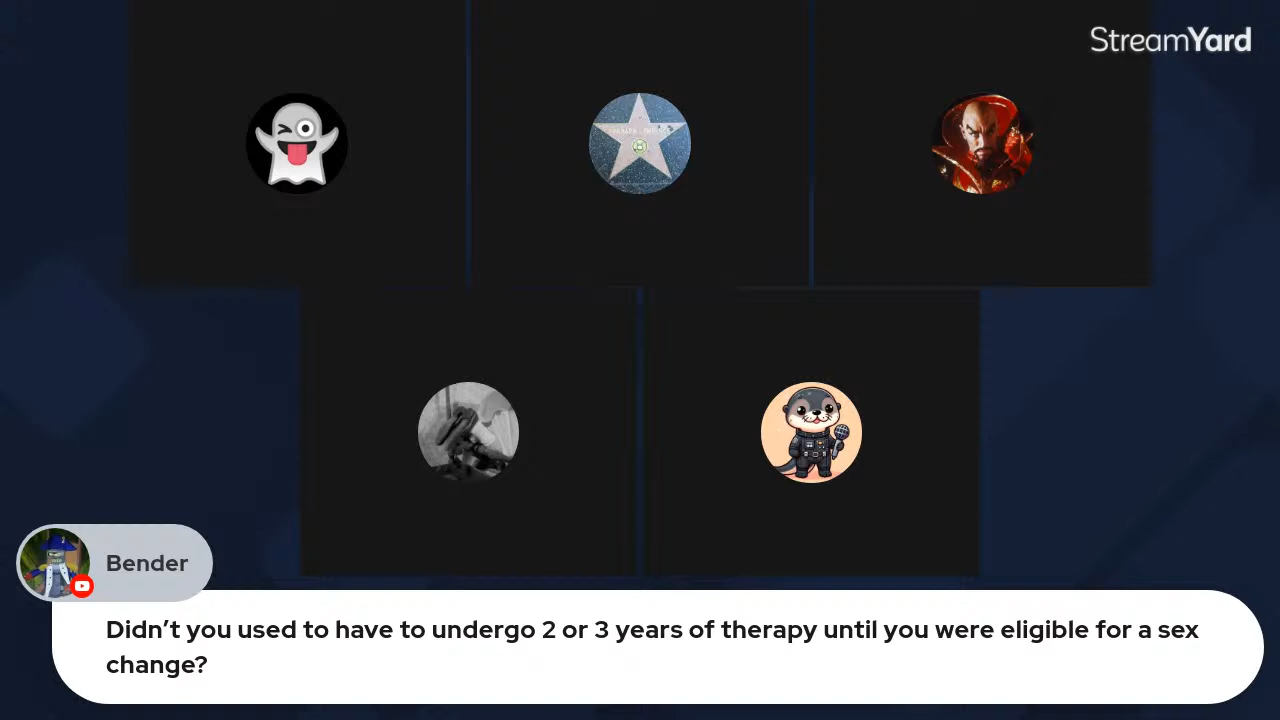 StreamYard
Bender
Didn’t you used to have to undergo 2 or 3 years of therapy until you were eligible for a sex
change?